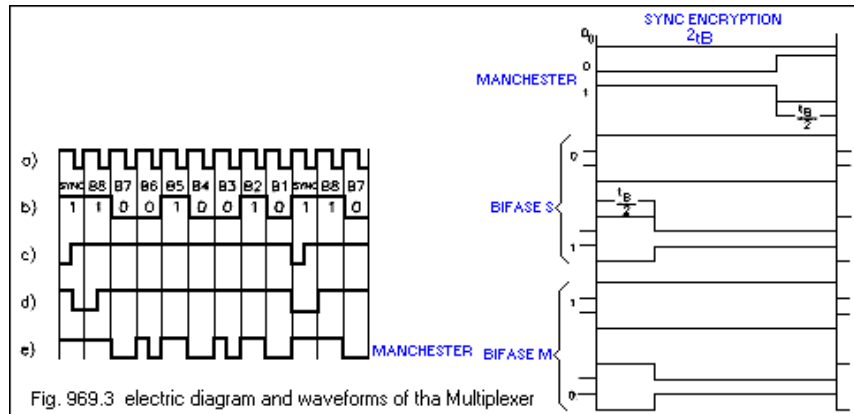 SYNC ENCRYPTION
2tB
0
0
MANCHESTER
1
tB
2
0
BIFASE S
tB
2
1
1
BIFASE M
0
a)
SYNC B8 B7 B6 B5 B4 B3 B2 B1 SYNC B8 B7
b) 1 1 0 0 1 0 0 1 0 1 1 0
c)
d)
e) MANCHESTER
Fig. 969.3 electric diagram and waveforms of tha Multiplexer